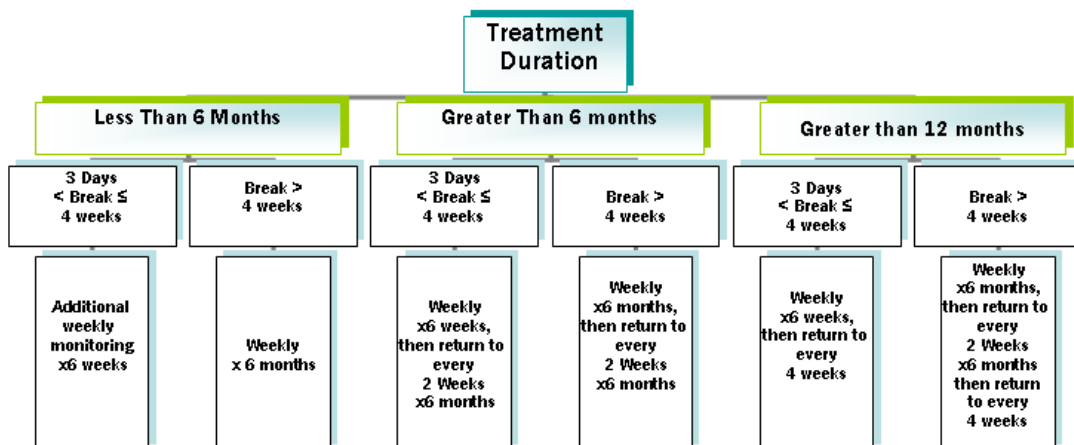 Treatment
Duration
Less Than 6 Months
Greater Than 6 months
Greater than 12 months
3 Days
< Break ≤
4 weeks
Break >
4 weeks
3 Days
< Break ≤
4 weeks
Break >
4 weeks
3 Days
< Break ≤
4 weeks
Break >
4 weeks
Additional
weekly
monitoring
x6 weeks
Weekly
x 6 months
Weekly
x6 weeks,
then return to
every
2 Weeks
x6 months
Weekly
x6 months,
then return to
every
2 Weeks
x6 months
Weekly
x6 weeks,
then return to
every
4 weeks
Weekly
x6 months,
then return to
every
2 Weeks
x6 months
then return
to every
4 weeks